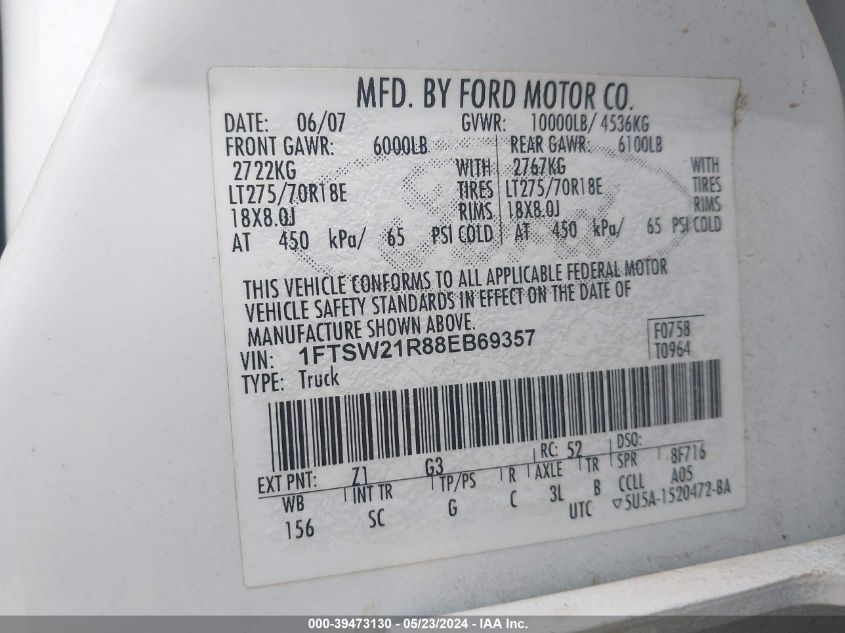 MFD. BY FORD MOTOR CO.
DATE: 06/07 GVWR: 10000LB/ 4536KG
FRONT GAWR: 6000LB REAR GAWR: 6100LB
2722KG WITH 2767KG WITH
LT275/70R18E TIRES LT275/70R18E TIRES
18X8.0J RIMS 18X8.0J RIMS
AT 450 kPa/ 65 PSI COLD AT 450 kPa/ 65 PSI COLD
THIS VEHICLE CONFORMS TO ALL APPLICABLE FEDERAL MOTOR
VEHICLE SAFETY STANDARDS IN EFFECT ON THE DATE OF
MANUFACTURE SHOWN ABOVE.
VIN: 1FTSW21R88EB69357 F0758
TYPE: Truck T0964
EXT PNT: Z1 G3 RC: 52 DSO:
WB INT TR TP/PS R AXLE TR SPR 8F716
156 SC G C 3L B CCLL A05
UTC ▽5U5A-1520472-BA
000-39473130 - 05/23/2024 - IAA Inc.